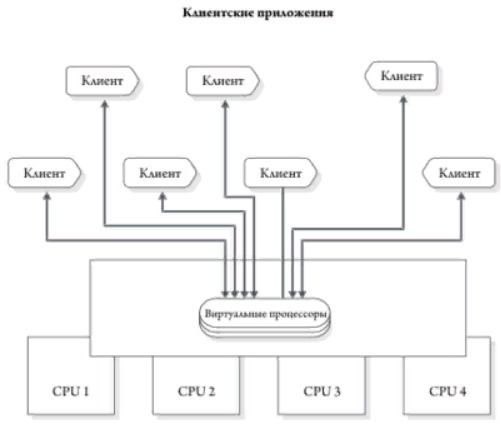 Клиентские приложения
Клиент
Клиент
Клиент
Клиент
Клиент
Клиент
Клиент
Виртуальные процессоры
CPU 1
CPU 2
CPU 3
CPU 4